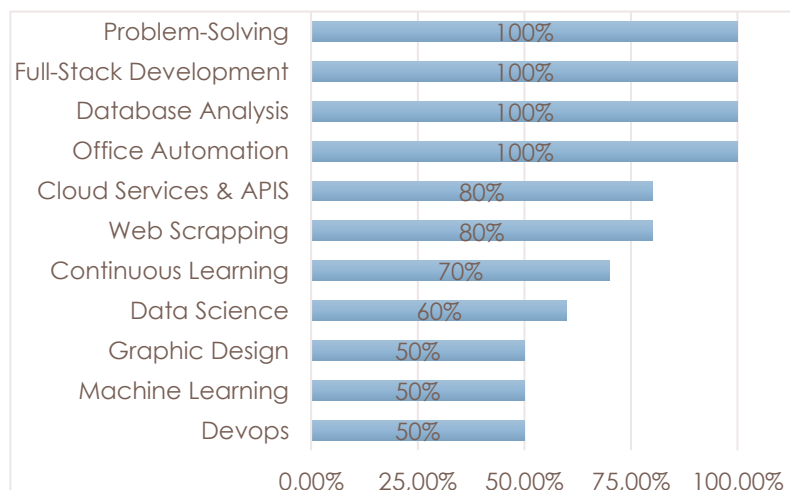 Problem-Solving 100%
Full-Stack Development 100%
Database Analysis 100%
Office Automation 100%
Cloud Services & APIS 80%
Web Scrapping 80%
Continuous Learning 70%
Data Science 60%
Graphic Design 50%
Machine Learning 50%
Devops 50%
0,00% 25,00% 50,00% 75,00% 100,00%